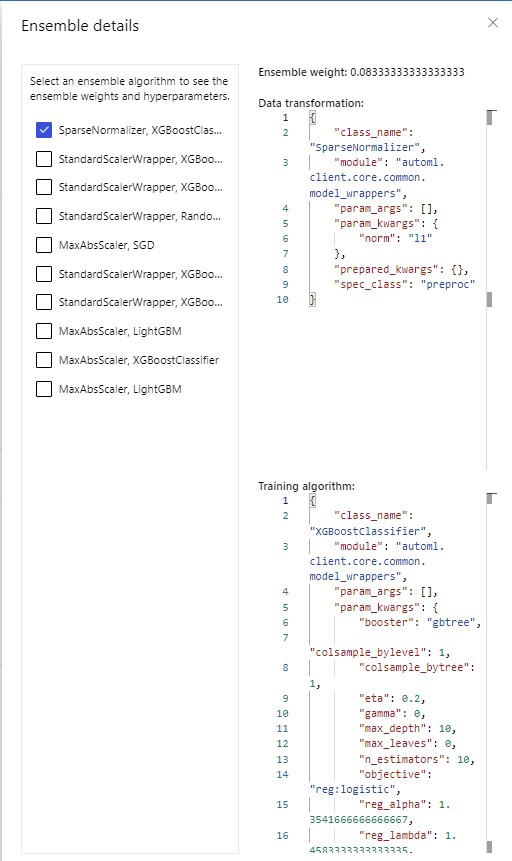 Ensemble details
Select an ensemble algorithm to see the
ensemble weights and hyperparameters.
SparseNormalizer, XGBoostClas...
StandardScalerWrapper, XGBoo...
StandardScalerWrapper, XGBoo...
StandardScalerWrapper, Rando...
MaxAbsScaler, SGD
StandardScalerWrapper, XGBoo...
StandardScalerWrapper, XGBoo...
MaxAbsScaler, LightGBM
MaxAbsScaler, XGBoostClassifier
MaxAbsScaler, LightGBM
Ensemble weight: 0.08333333333333333
Data transformation:
1 {
2 "class_name":
"SparseNormalizer",
3 "module": "automl.
client.core.common.
model_wrappers",
4 "param_args": [],
5 "param_kwargs": {
6 "norm": "l1"
7 },
8 "prepared_kwargs": {},
9 "spec_class": "preproc"
10 }
Training algorithm:
1 {
2 "class_name":
"XGBoostClassifier",
3 "module": "automl.
client.core.common.
model_wrappers",
4 "param_args": [],
5 "param_kwargs": {
6 "booster": "gbtree",
7
"colsample_bylevel": 1,
8 "colsample_bytree":
1,
9 "eta": 0.2,
10 "gamma": 0,
11 "max_depth": 10,
12 "max_leaves": 0,
13 "n_estimators": 10,
14 "objective":
"reg:logistic",
15 "reg_alpha": 1.
3541666666666667,
16 "reg_lambda": 1.
4583333333333335,